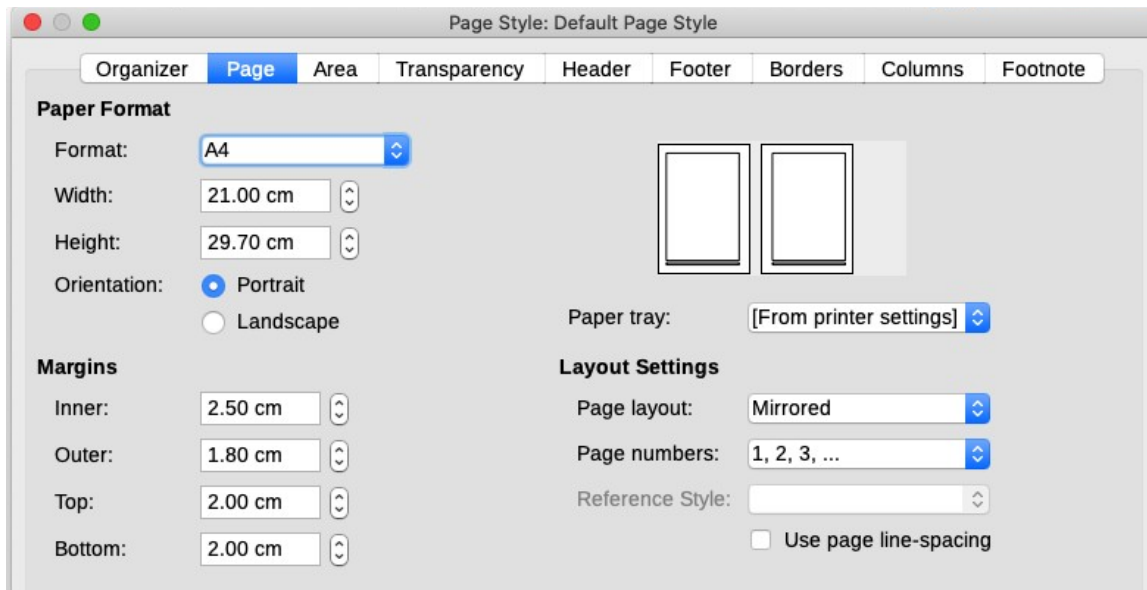 Page Style: Default Page Style
Organizer Page Area Transparency Header Footer Borders Columns Footnote
Paper Format
Format: A4
Width: 21.00 cm
Height: 29.70 cm
Orientation: Portrait
Landscape
Paper tray: [From printer settings]
Margins
Inner: 2.50 cm
Outer: 1.80 cm
Top: 2.00 cm
Bottom: 2.00 cm
Layout Settings
Page layout: Mirrored
Page numbers: 1, 2, 3, ...
Reference Style:
Use page line-spacing